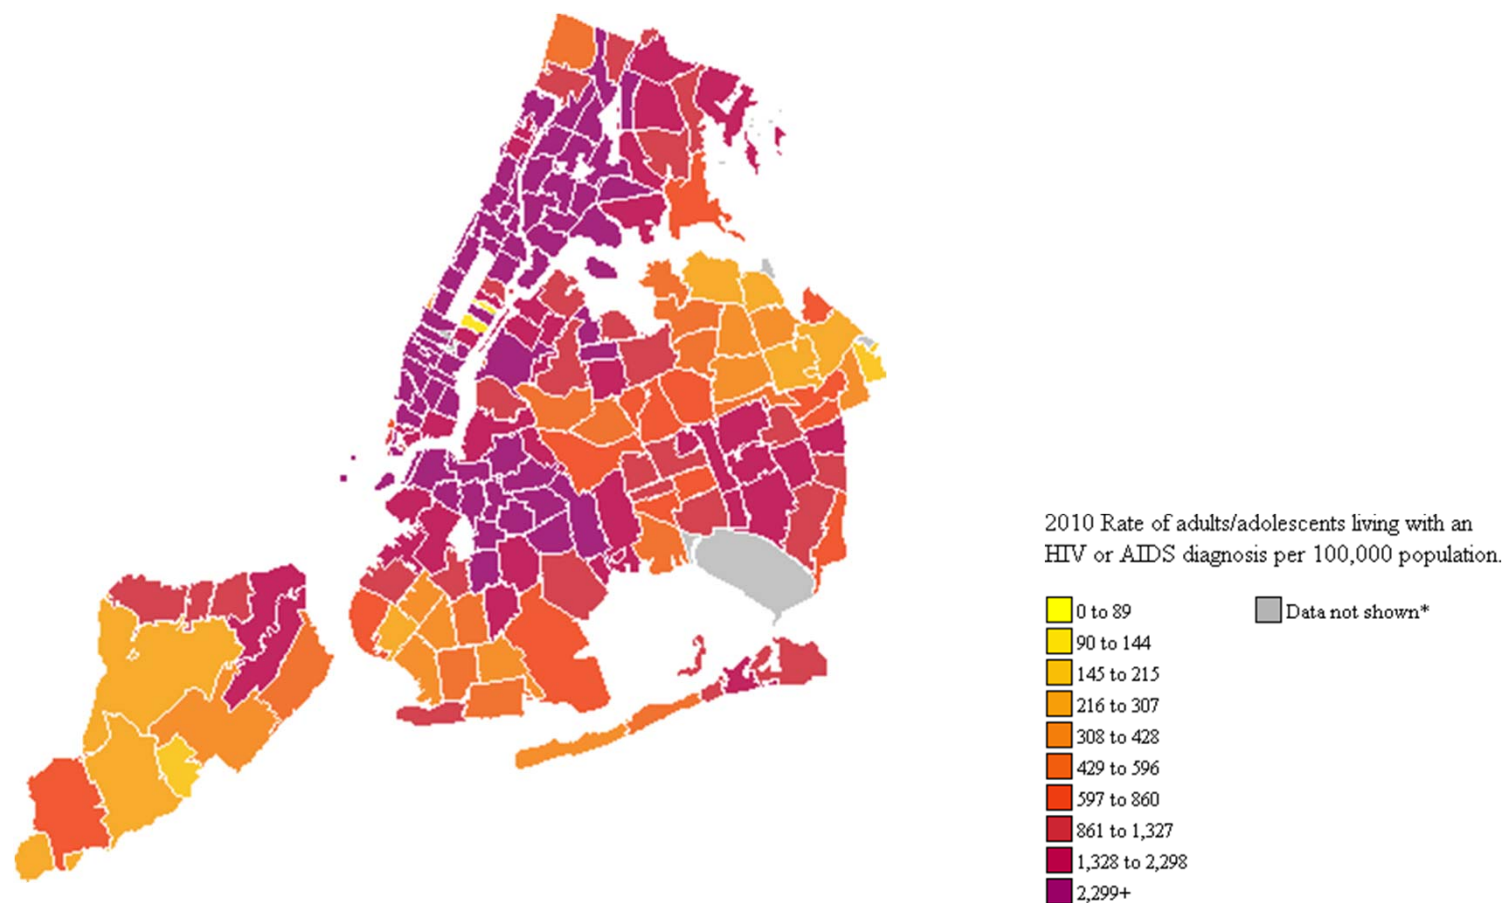 2010 Rate of adults/adolescents living with an
HIV or AIDS diagnosis per 100,000 population.
0 to 89
Data not shown*
90 to 144
145 to 215
216 to 307
308 to 428
429 to 596
597 to 860
861 to 1,327
1,328 to 2,298
2,299+